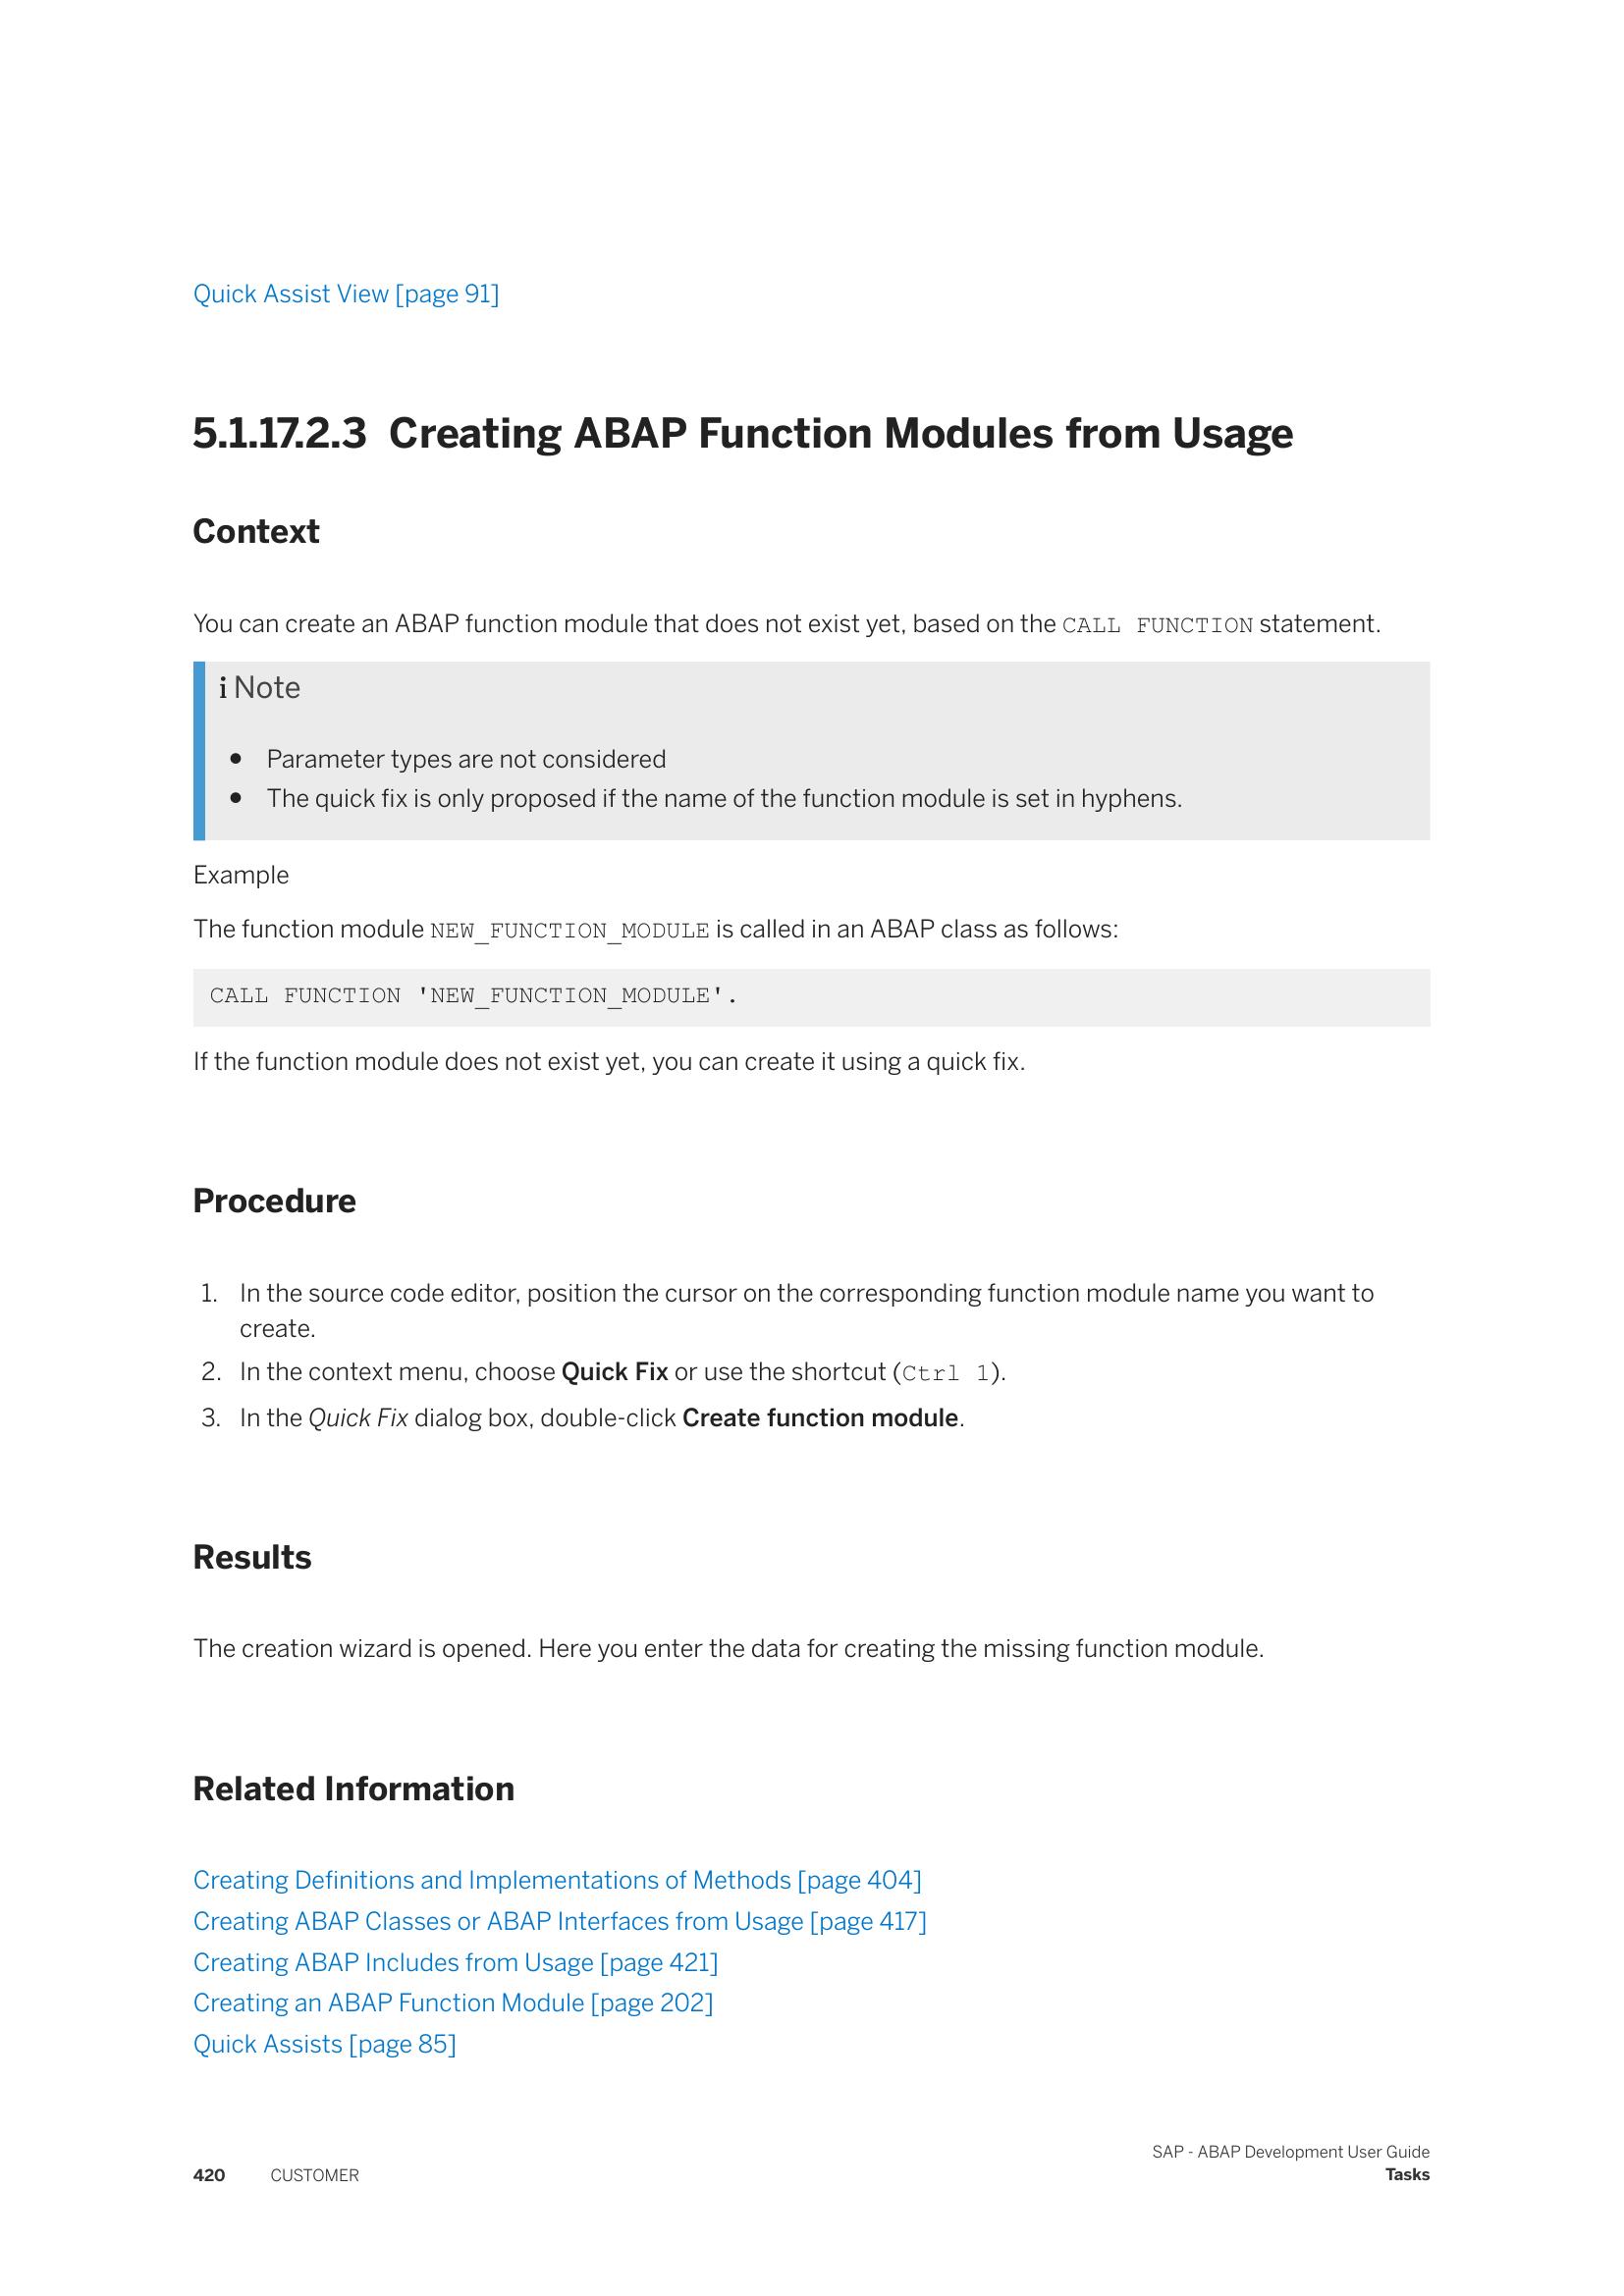 Quick Assist View [page 91]
5.1.17.2.3 Creating ABAP Function Modules from Usage
Context
You can create an ABAP function module that does not exist yet, based on the CALL FUNCTION statement.
i Note
● Parameter types are not considered
● The quick fix is only proposed if the name of the function module is set in hyphens.
Example
The function module NEW_FUNCTION_MODULE is called in an ABAP class as follows:
CALL FUNCTION 'NEW_FUNCTION_MODULE'.
If the function module does not exist yet, you can create it using a quick fix.
Procedure
1. In the source code editor, position the cursor on the corresponding function module name you want to
create.
2. In the context menu, choose Quick Fix or use the shortcut (Ctrl 1).
3. In the Quick Fix dialog box, double-click Create function module.
Results
The creation wizard is opened. Here you enter the data for creating the missing function module.
Related Information
Creating Definitions and Implementations of Methods [page 404]
Creating ABAP Classes or ABAP Interfaces from Usage [page 417]
Creating ABAP Includes from Usage [page 421]
Creating an ABAP Function Module [page 202]
Quick Assists [page 85]
SAP - ABAP Development User Guide
420 CUSTOMER Tasks